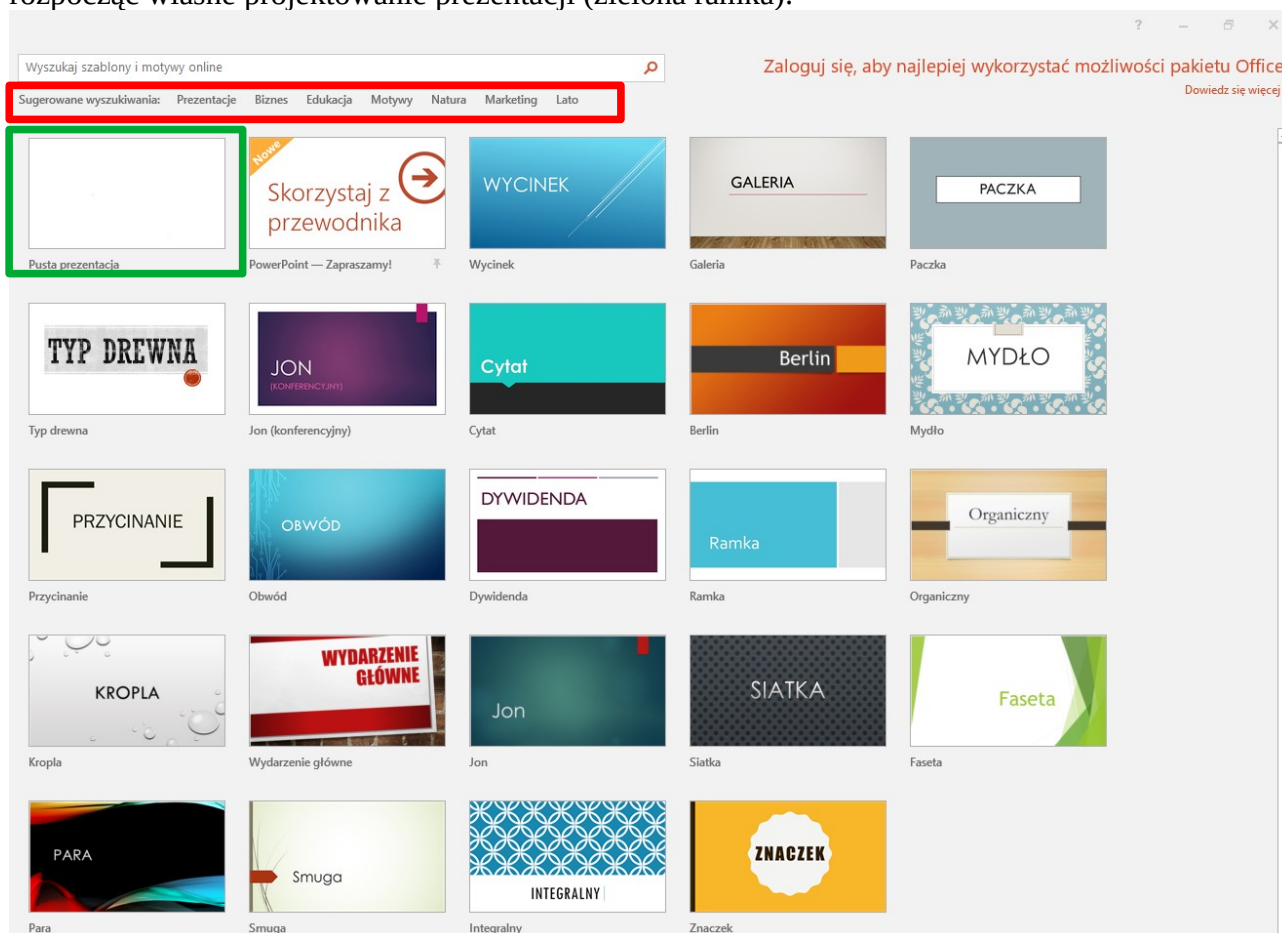 rozpocząć własne projektowanie prezentacji (zielona ramka).
?
Wyszukaj szablony i motywy online
Zaloguj się, aby najlepiej wykorzystać możliwości pakietu Office
Dowiedz się więcej
Sugerowane wyszukiwania: Prezentacje Biznes Edukacja Motywy Natura Marketing Lato
Nowe
Skorzystaj z
przewodnika
WYCINEK
GALERIA
PACZKA
Pusta prezentacja
PowerPoint — Zapraszamy!
Wycinek
Galeria
Paczka
TYP DREWNA
JON
(KONFERENCYJNY)
Cytat
Berlin
MYDŁO
Typ drewna
Jon (konferencyjny)
Cytat
Berlin
Mydło
PRZYCINANIE
OBWÓD
DYWIDENDA
Ramka
Organiczny
Przycinanie
Obwód
Dywidenda
Ramka
Organiczny
KROPLA
WYDARZENIE
GŁÓWNE
Jon
SIATKA
Faseta
Kropla
Wydarzenie główne
Jon
Siatka
Faseta
PARA
Smuga
INTEGRALNY
ZNACZEK
Para
Smuga
Integralny
Znaczek